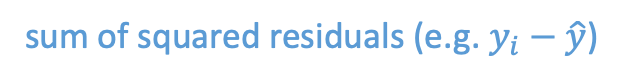 sum of squared residuals (e.g. yᵢ − ŷ)